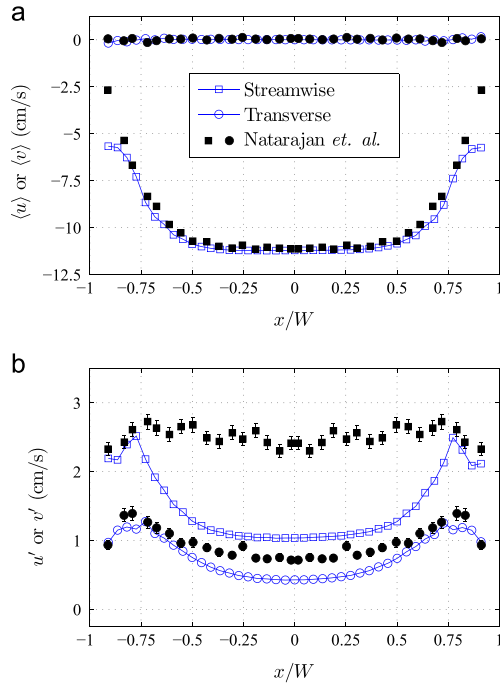 a
0
−2.5
−5
−7.5
−10
−12.5
⟨u⟩ or ⟨v⟩ (cm/s)
Streamwise
Transverse
Natarajan et. al.
−1 −0.75 −0.5 −0.25 0 0.25 0.5 0.75 1
x/W
b
3
2
1
0
u′ or v′ (cm/s)
−1 −0.75 −0.5 −0.25 0 0.25 0.5 0.75 1
x/W